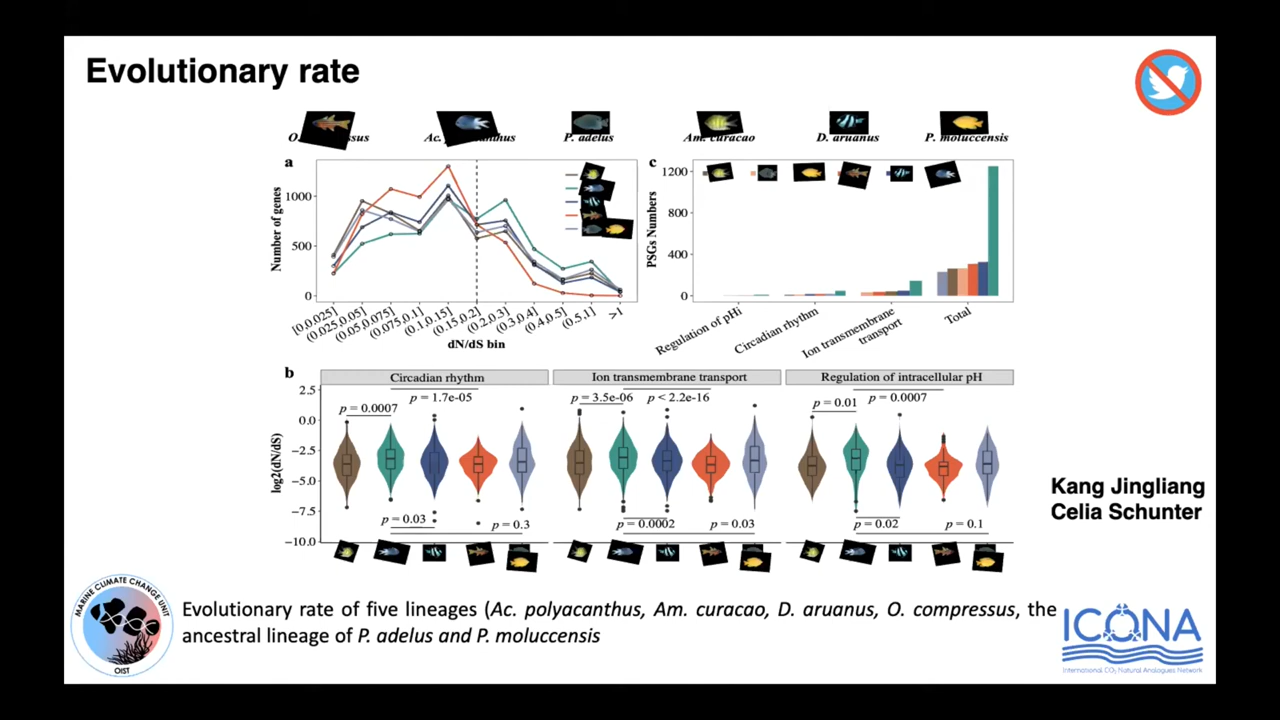 Evolutionary rate
P. adelus
Am. curacao
D. aruanus
P. moluccensis
a
Number of genes
1000
500
0
[0,0.025]
(0.025,0.05]
(0.05,0.075]
(0.075,0.1]
(0.1,0.15]
(0.15,0.2]
(0.2,0.3]
(0.3,0.4]
(0.4,0.5]
(0.5,1]
>1
dN/dS bin
c
PSGs Numbers
1200
800
400
0
Regulation of pHi
Circadian rhythm
Ion transmembrane
transport
Total
b
Circadian rhythm
Ion transmembrane transport
Regulation of intracellular pH
log2(dN/dS)
2.5
0.0
−2.5
−5.0
−7.5
−10.0
p = 0.0007
p = 1.7e-05
p = 0.03
p = 0.3
p = 3.5e-06
p < 2.2e-16
p = 0.0002
p = 0.03
p = 0.01
p = 0.0007
p = 0.02
p = 0.1
Kang Jingliang
Celia Schunter
MARINE CLIMATE CHANGE UNIT
OIST
Evolutionary rate of five lineages (Ac. polyacanthus, Am. curacao, D. aruanus, O. compressus, the
ancestral lineage of P. adelus and P. moluccensis
ICONA
International CO2 Natural Analogues Network